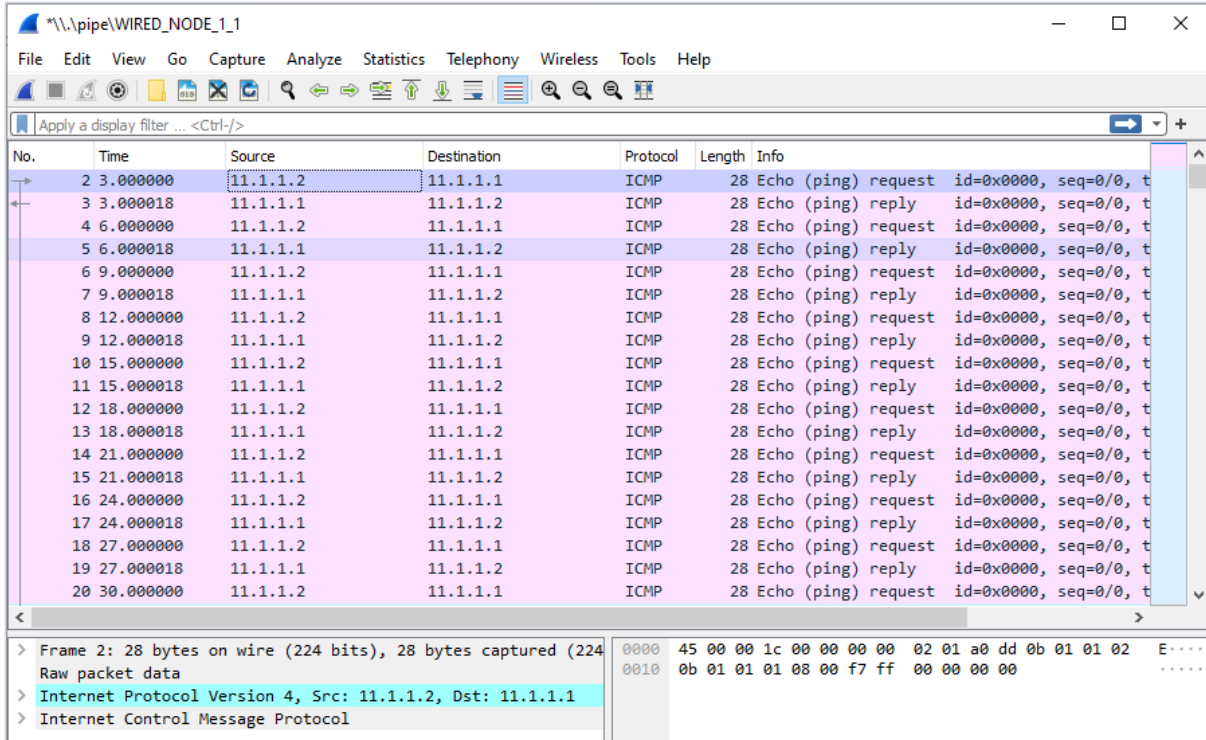 *\\.\pipe\WIRED_NODE_1_1
File Edit View Go Capture Analyze Statistics Telephony Wireless Tools Help
Apply a display filter ... <Ctrl-/>
No. Time Source Destination Protocol Length Info
2 3.000000 11.1.1.2 11.1.1.1 ICMP 28 Echo (ping) request id=0x0000, seq=0/0, t
3 3.000018 11.1.1.1 11.1.1.2 ICMP 28 Echo (ping) reply id=0x0000, seq=0/0, t
4 6.000000 11.1.1.2 11.1.1.1 ICMP 28 Echo (ping) request id=0x0000, seq=0/0, t
5 6.000018 11.1.1.1 11.1.1.2 ICMP 28 Echo (ping) reply id=0x0000, seq=0/0, t
6 9.000000 11.1.1.2 11.1.1.1 ICMP 28 Echo (ping) request id=0x0000, seq=0/0, t
7 9.000018 11.1.1.1 11.1.1.2 ICMP 28 Echo (ping) reply id=0x0000, seq=0/0, t
8 12.000000 11.1.1.2 11.1.1.1 ICMP 28 Echo (ping) request id=0x0000, seq=0/0, t
9 12.000018 11.1.1.1 11.1.1.2 ICMP 28 Echo (ping) reply id=0x0000, seq=0/0, t
10 15.000000 11.1.1.2 11.1.1.1 ICMP 28 Echo (ping) request id=0x0000, seq=0/0, t
11 15.000018 11.1.1.1 11.1.1.2 ICMP 28 Echo (ping) reply id=0x0000, seq=0/0, t
12 18.000000 11.1.1.2 11.1.1.1 ICMP 28 Echo (ping) request id=0x0000, seq=0/0, t
13 18.000018 11.1.1.1 11.1.1.2 ICMP 28 Echo (ping) reply id=0x0000, seq=0/0, t
14 21.000000 11.1.1.2 11.1.1.1 ICMP 28 Echo (ping) request id=0x0000, seq=0/0, t
15 21.000018 11.1.1.1 11.1.1.2 ICMP 28 Echo (ping) reply id=0x0000, seq=0/0, t
16 24.000000 11.1.1.2 11.1.1.1 ICMP 28 Echo (ping) request id=0x0000, seq=0/0, t
17 24.000018 11.1.1.1 11.1.1.2 ICMP 28 Echo (ping) reply id=0x0000, seq=0/0, t
18 27.000000 11.1.1.2 11.1.1.1 ICMP 28 Echo (ping) request id=0x0000, seq=0/0, t
19 27.000018 11.1.1.1 11.1.1.2 ICMP 28 Echo (ping) reply id=0x0000, seq=0/0, t
20 30.000000 11.1.1.2 11.1.1.1 ICMP 28 Echo (ping) request id=0x0000, seq=0/0, t
Frame 2: 28 bytes on wire (224 bits), 28 bytes captured (224
Raw packet data
Internet Protocol Version 4, Src: 11.1.1.2, Dst: 11.1.1.1
Internet Control Message Protocol
0000 45 00 00 1c 00 00 00 00 02 01 a0 dd 0b 01 01 02 E····
0010 0b 01 01 01 08 00 f7 ff 00 00 00 00 ·····